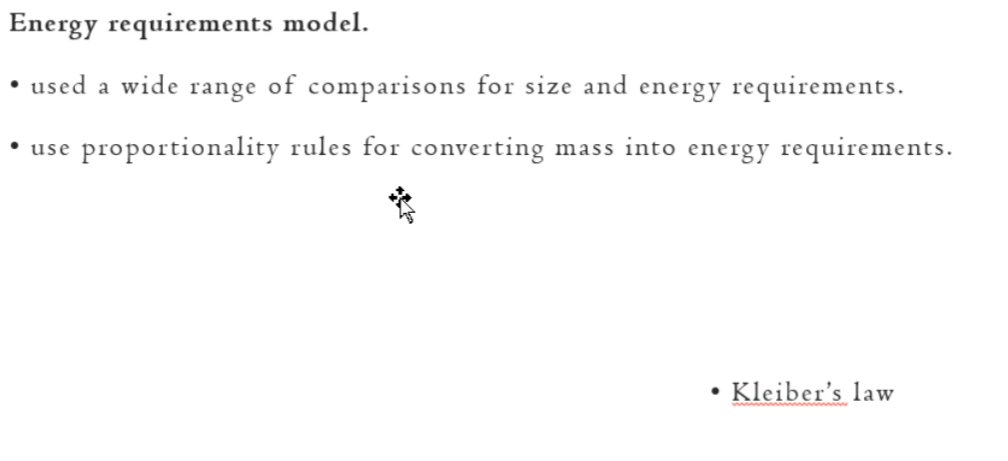 Energy requirements model.
• used a wide range of comparisons for size and energy requirements.
• use proportionality rules for converting mass into energy requirements.
• Kleiber's law